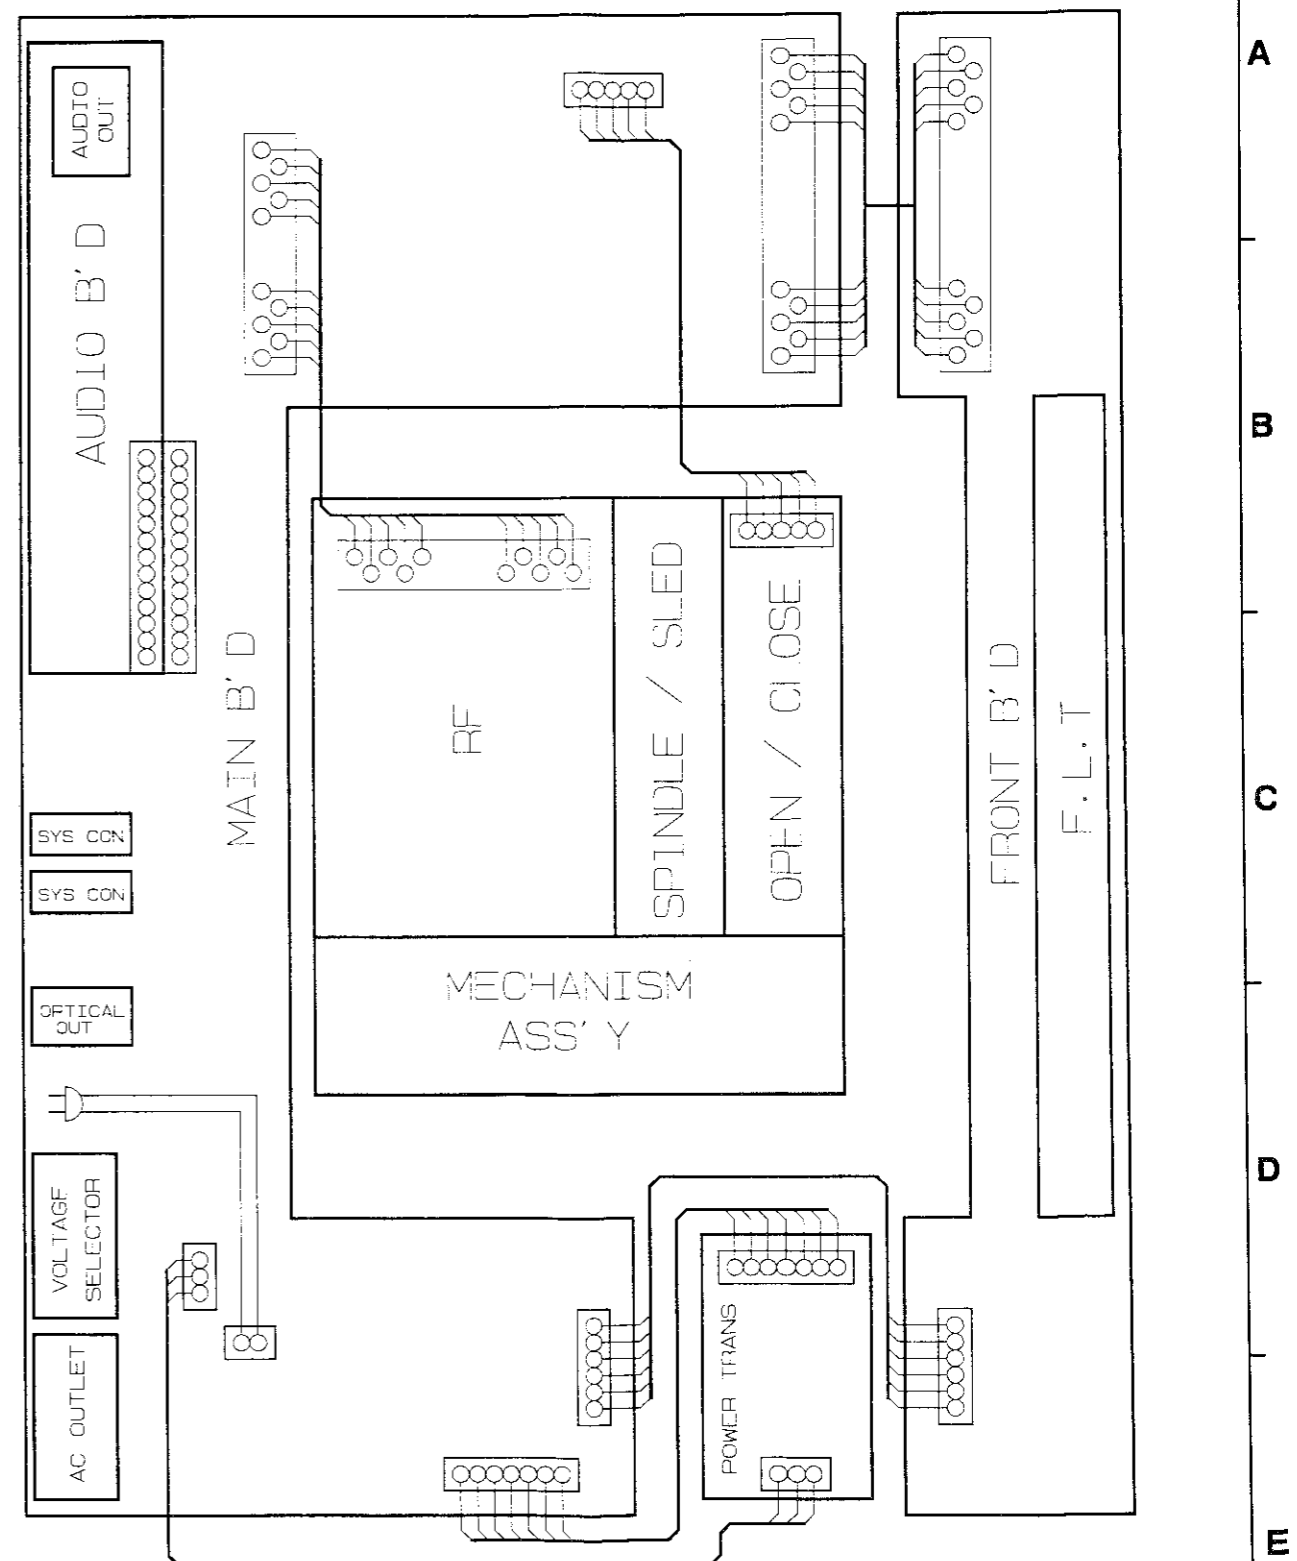 A
AUDIO
OUT
AUDIO B'D
B
MAIN B'D
RF
SPINDLE / SLED
OPEN / CLOSE
FRONT B'D
F.L.T
C
SYS CON
SYS CON
MECHANISM
ASS'Y
OPTICAL
OUT
D
VOLTAGE
SELECTOR
POWER TRANS
AC OUTLET
E